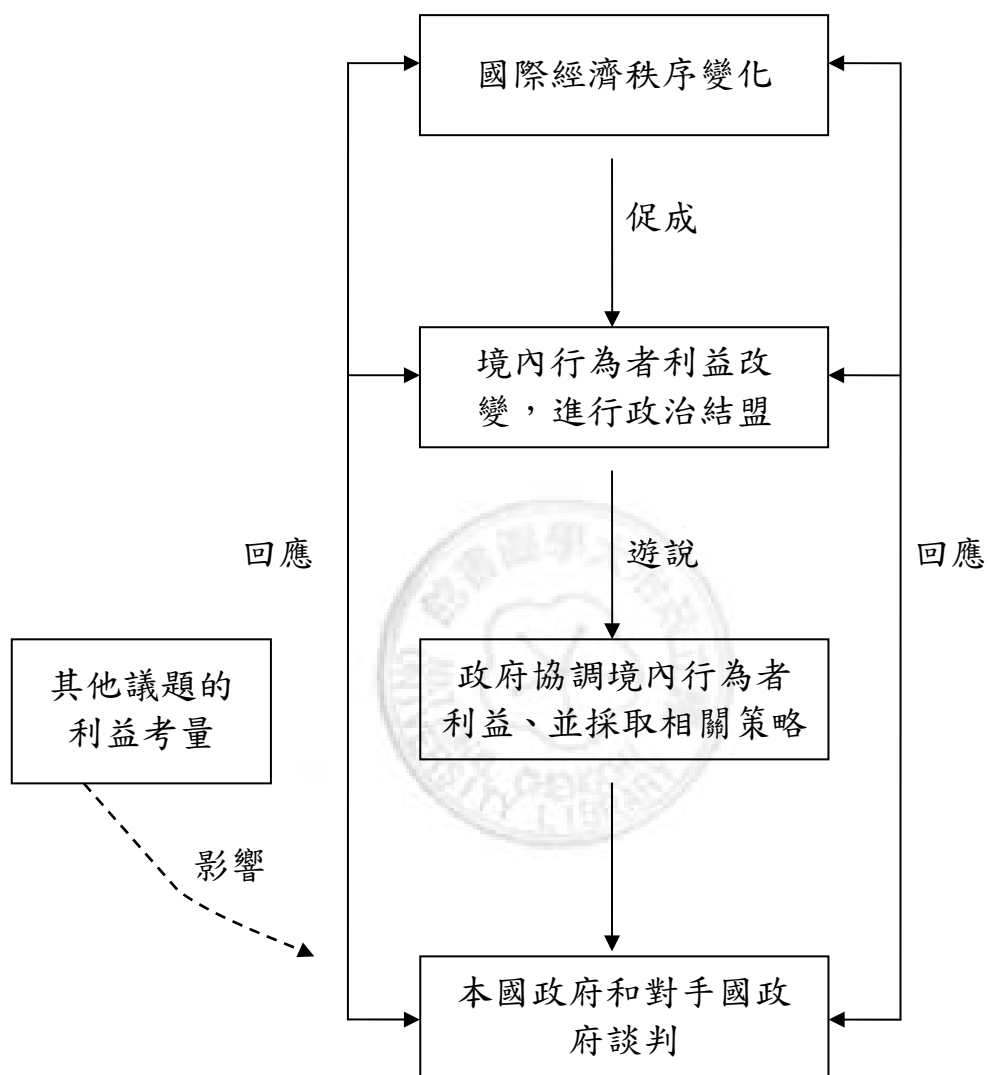 國際經濟秩序變化
促成
境內行為者利益改
變，進行政治結盟
回應
遊說
回應
其他議題的
利益考量
政府協調境內行為者
利益、並採取相關策略
影響
本國政府和對手國政
府談判